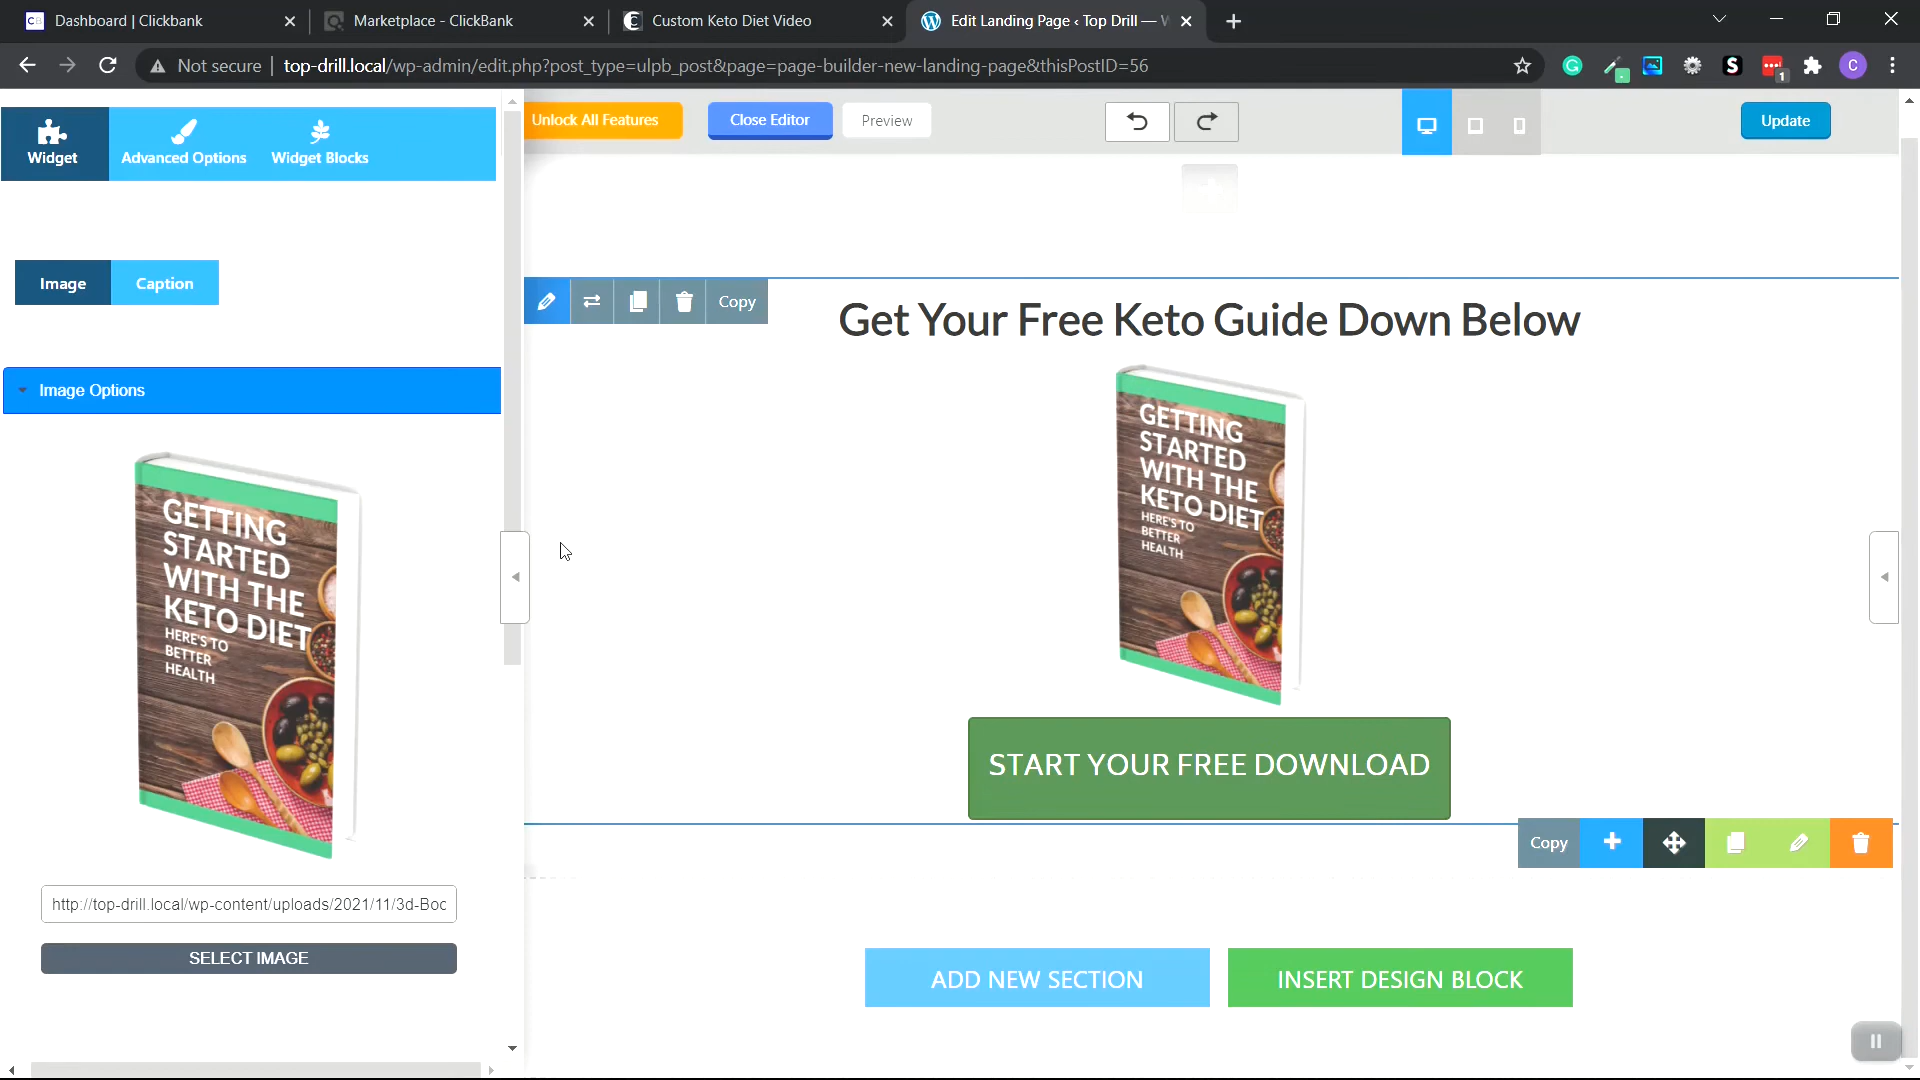 Dashboard | Clickbank
Marketplace - ClickBank
Custom Keto Diet Video
Edit Landing Page ‹ Top Drill —
Not secure
top-drill.local/wp-admin/edit.php?post_type=ulpb_post&page=page-builder-new-landing-page&thisPostID=56
S
1
C
Widget
Advanced Options
Widget Blocks
Unlock All Features
Close Editor
Preview
Update
Image
Caption
Copy
Get Your Free Keto Guide Down Below
Image Options
GETTING
STARTED
WITH THE
KETO DIET
HERE'S TO
BETTER
HEALTH
GETTING
STARTED
WITH THE
KETO DIET
HERE'S TO
BETTER
HEALTH
START YOUR FREE DOWNLOAD
Copy
http://top-drill.local/wp-content/uploads/2021/11/3d-Boc
SELECT IMAGE
ADD NEW SECTION
INSERT DESIGN BLOCK